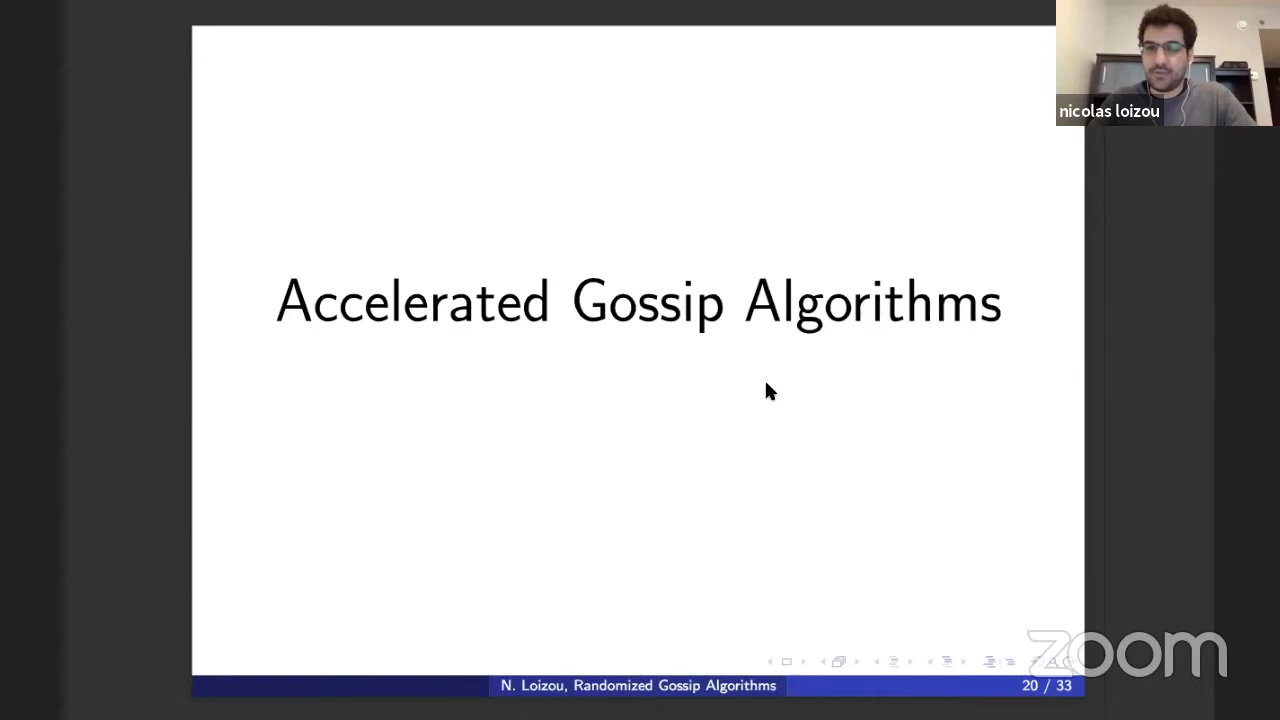 nicolas loizou
Accelerated Gossip Algorithms
zoom
N. Loizou, Randomized Gossip Algorithms
20 / 33